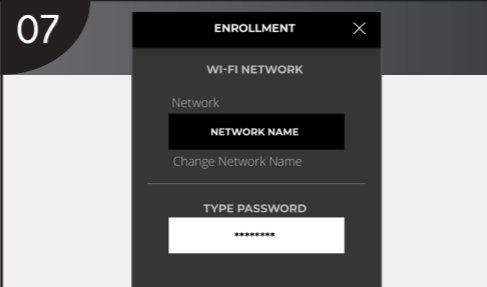 07
ENROLLMENT
WI-FI NETWORK
Network
NETWORK NAME
Change Network Name
TYPE PASSWORD
********